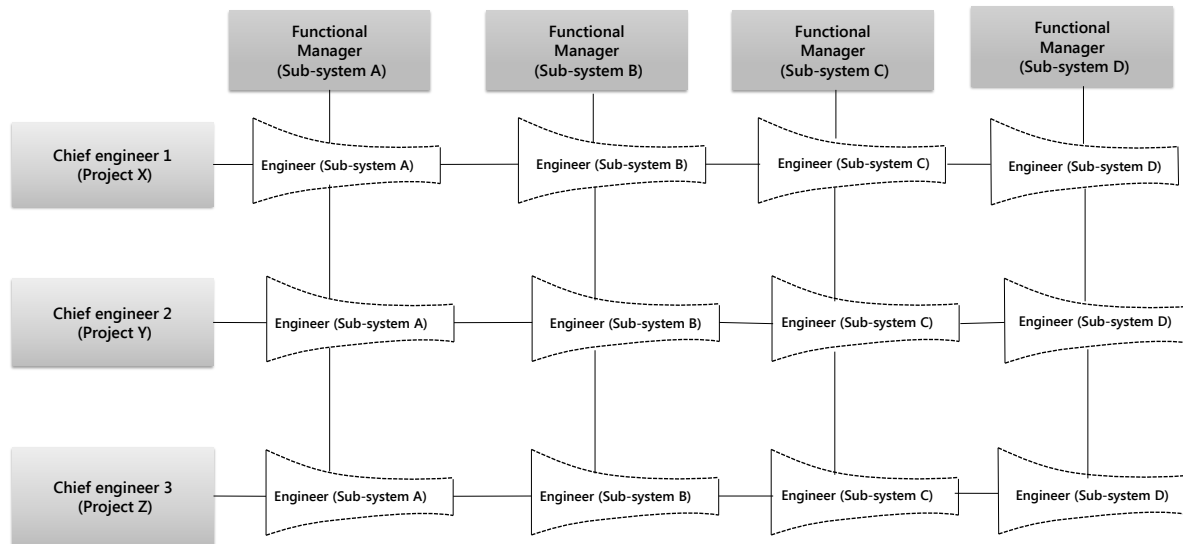 Functional
Manager
(Sub-system A)
Functional
Manager
(Sub-system B)
Functional
Manager
(Sub-system C)
Functional
Manager
(Sub-system D)
Chief engineer 1
(Project X)
Engineer (Sub-system A)
Engineer (Sub-system B)
Engineer (Sub-system C)
Engineer (Sub-system D)
Chief engineer 2
(Project Y)
Engineer (Sub-system A)
Engineer (Sub-system B)
Engineer (Sub-system C)
Engineer (Sub-system D)
Chief engineer 3
(Project Z)
Engineer (Sub-system A)
Engineer (Sub-system B)
Engineer (Sub-system C)
Engineer (Sub-system D)